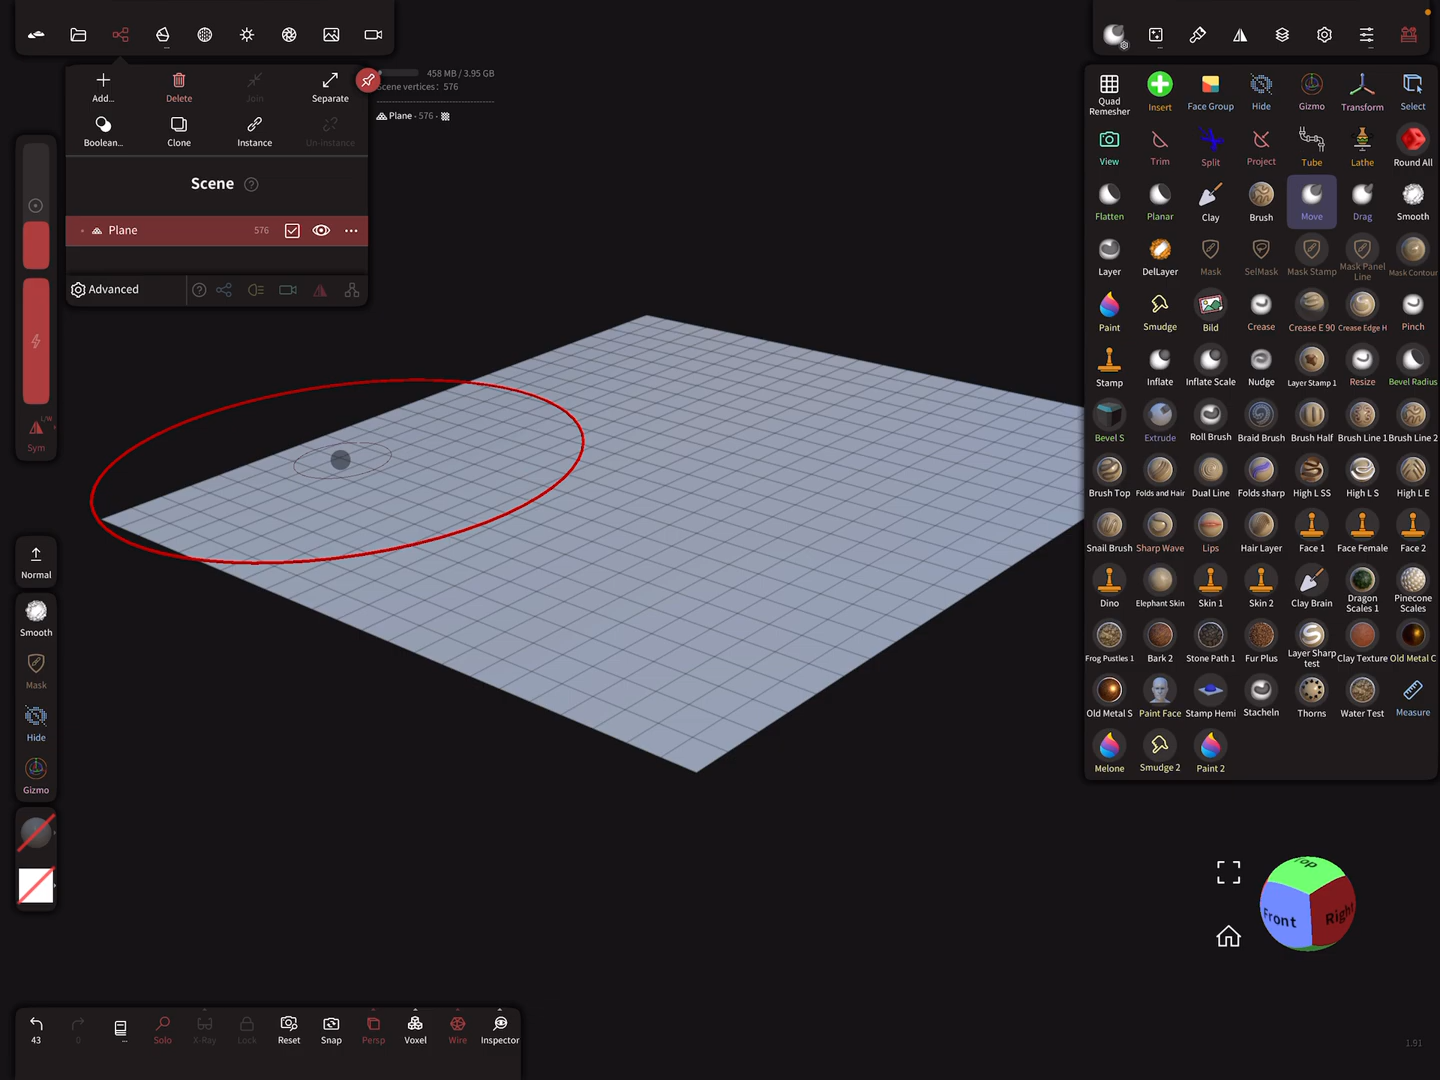 458 MB / 3.95 GB
Scene vertices: 576
Plane · 576 ·
Add...
Delete
Join
Separate
Boolean...
Clone
Instance
Un-instance
Scene
Plane 576
Advanced
Sym
Normal
Smooth
Mask
Hide
Gizmo
Quad Remesher
Insert
Face Group
Hide
Gizmo
Transform
Select
View
Trim
Split
Project
Tube
Lathe
Round All
Flatten
Planar
Clay
Brush
Move
Drag
Smooth
Layer
DelLayer
Mask
SelMask
Mask Stamp
Mask Panel Line
Mask Contour
Paint
Smudge
Bild
Crease
Crease E 90
Crease Edge H
Pinch
Stamp
Inflate
Inflate Scale
Nudge
Layer Stamp 1
Resize
Bevel Radius
Bevel S
Extrude
Roll Brush
Braid Brush
Brush Half
Brush Line 1
Brush Line 2
Brush Top
Folds and Hair
Dual Line
Folds sharp
High L SS
High L S
High L E
Snail Brush
Sharp Wave
Lips
Hair Layer
Face 1
Face Female
Face 2
Dino
Elephant Skin
Skin 1
Skin 2
Clay Brain
Dragon Scales 1
Pinecone Scales
Frog Pustles 1
Bark 2
Stone Path 1
Fur Plus
Layer Sharp test
Clay Texture
Old Metal C
Old Metal S
Paint Face
Stamp Hemi
Stacheln
Thorns
Water Test
Measure
Melone
Smudge 2
Paint 2
Top
Front
Right
43
0
Solo
X-Ray
Lock
Reset
Snap
Persp
Voxel
Wire
Inspector
1.91